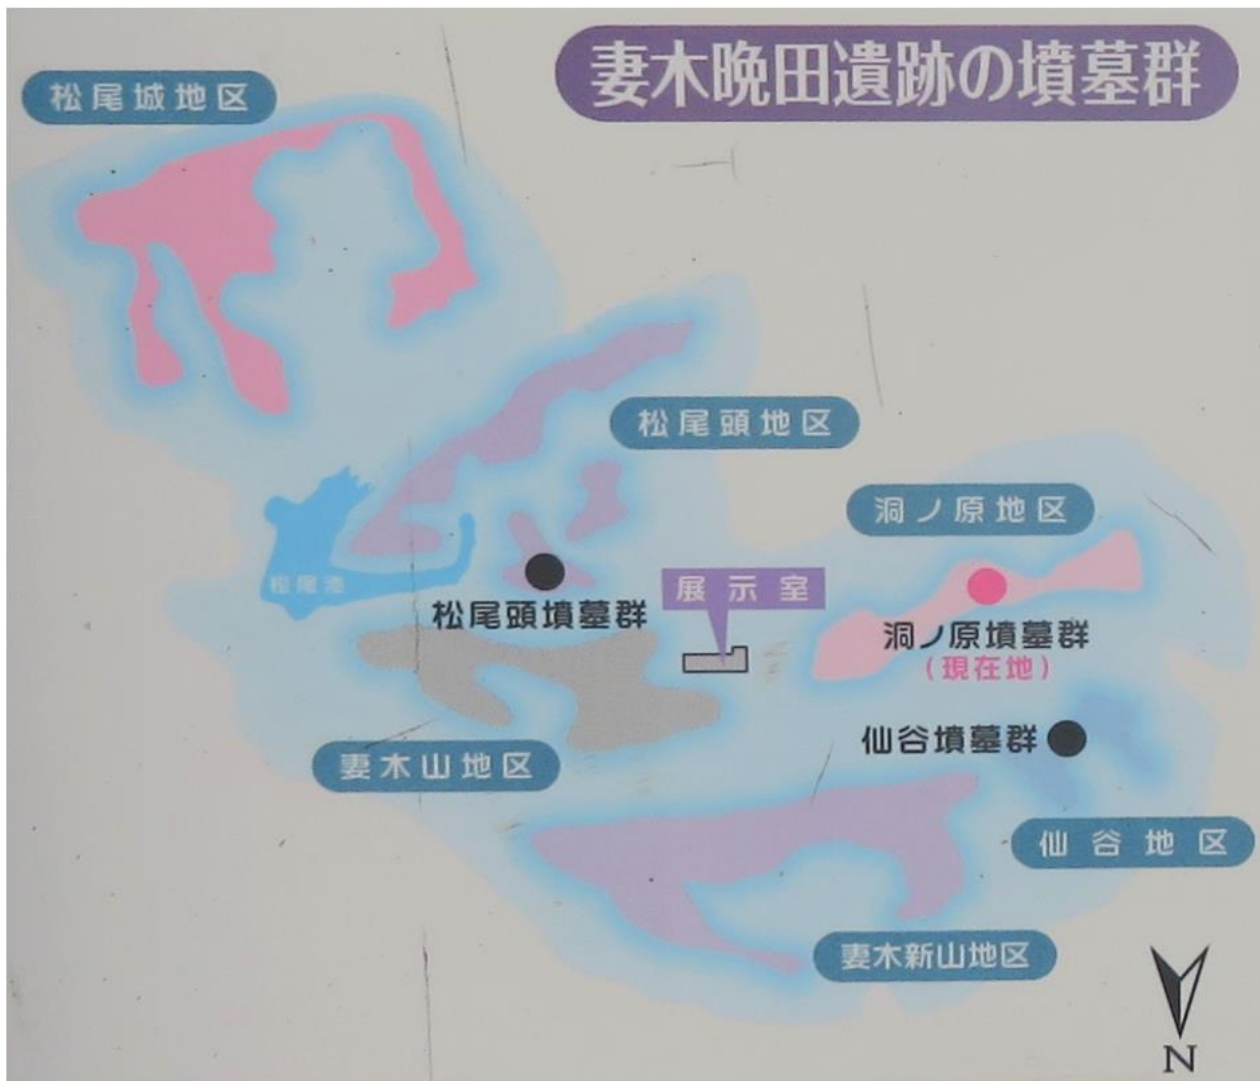 妻木晩田遺跡の墳墓群
松尾城地区
松尾頭地区
洞ノ原地区
松尾池
展示室
松尾頭墳墓群
洞ノ原墳墓群
(現在地)
仙谷墳墓群
妻木山地区
仙谷地区
妻木新山地区
N